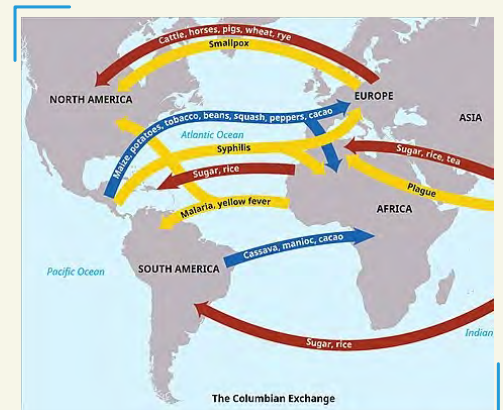 Cattle, horses, pigs, wheat, rye
Smallpox
NORTH AMERICA
EUROPE
ASIA
Maize, potatoes, tobacco, beans, squash, peppers, cacao
Atlantic Ocean
Syphilis
Sugar, rice, tea
Sugar, rice
Plague
Malaria, yellow fever
AFRICA
Cassava, manioc, cacao
Pacific Ocean
SOUTH AMERICA
Indian
Sugar, rice
The Columbian Exchange